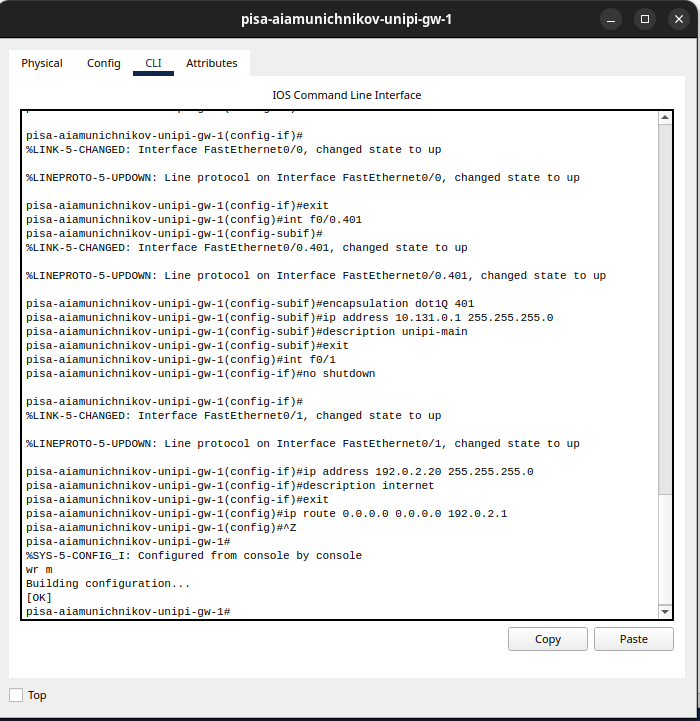 pisa-aiamunichnikov-unipi-gw-1
Physical Config CLI Attributes
IOS Command Line Interface
pisa-aiamunichnikov-unipi-gw-1(config-if)#
%LINK-5-CHANGED: Interface FastEthernet0/0, changed state to up
%LINEPROTO-5-UPDOWN: Line protocol on Interface FastEthernet0/0, changed state to up
pisa-aiamunichnikov-unipi-gw-1(config-if)#exit
pisa-aiamunichnikov-unipi-gw-1(config)#int f0/0.401
pisa-aiamunichnikov-unipi-gw-1(config-subif)#
%LINK-5-CHANGED: Interface FastEthernet0/0.401, changed state to up
%LINEPROTO-5-UPDOWN: Line protocol on Interface FastEthernet0/0.401, changed state to up
pisa-aiamunichnikov-unipi-gw-1(config-subif)#encapsulation dot1Q 401
pisa-aiamunichnikov-unipi-gw-1(config-subif)#ip address 10.131.0.1 255.255.255.0
pisa-aiamunichnikov-unipi-gw-1(config-subif)#description unipi-main
pisa-aiamunichnikov-unipi-gw-1(config-subif)#exit
pisa-aiamunichnikov-unipi-gw-1(config)#int f0/1
pisa-aiamunichnikov-unipi-gw-1(config-if)#no shutdown
pisa-aiamunichnikov-unipi-gw-1(config-if)#
%LINK-5-CHANGED: Interface FastEthernet0/1, changed state to up
%LINEPROTO-5-UPDOWN: Line protocol on Interface FastEthernet0/1, changed state to up
pisa-aiamunichnikov-unipi-gw-1(config-if)#ip address 192.0.2.20 255.255.255.0
pisa-aiamunichnikov-unipi-gw-1(config-if)#description internet
pisa-aiamunichnikov-unipi-gw-1(config-if)#exit
pisa-aiamunichnikov-unipi-gw-1(config)#ip route 0.0.0.0 0.0.0.0 192.0.2.1
pisa-aiamunichnikov-unipi-gw-1(config)#^Z
pisa-aiamunichnikov-unipi-gw-1#
%SYS-5-CONFIG_I: Configured from console by console
wr m
Building configuration...
[OK]
pisa-aiamunichnikov-unipi-gw-1#
Copy Paste
Top